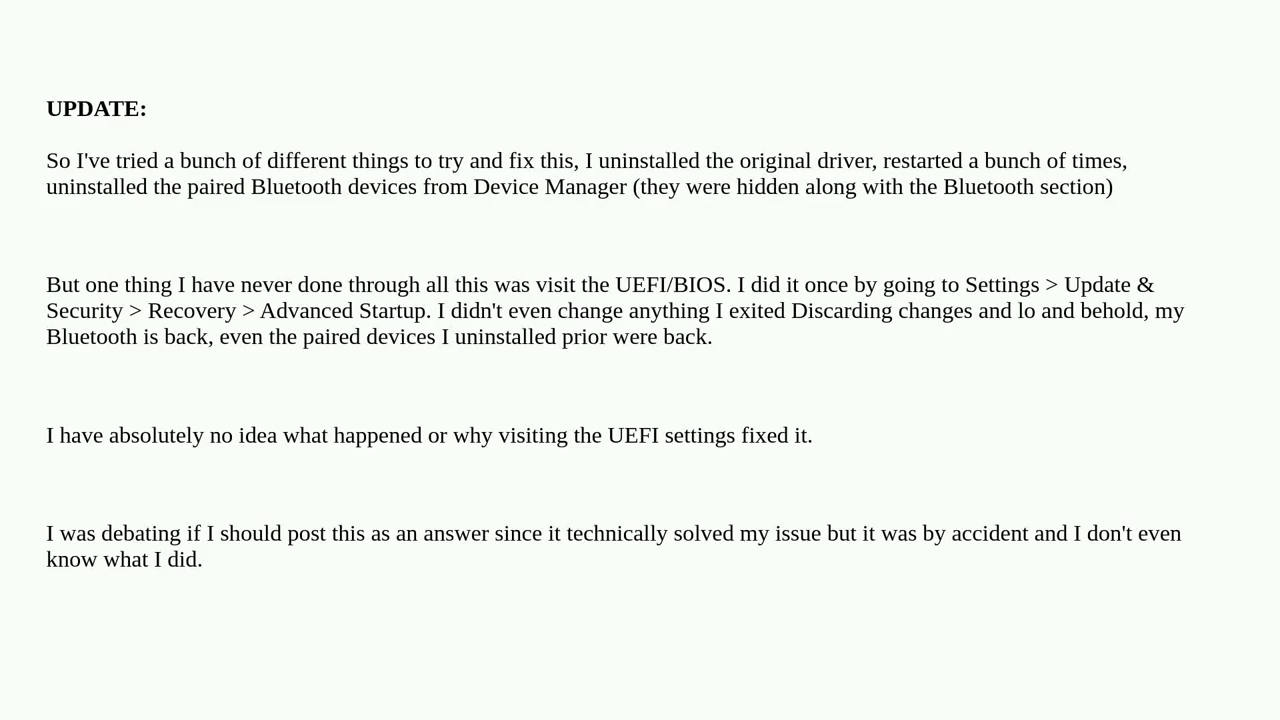 UPDATE:
So I've tried a bunch of different things to try and fix this, I uninstalled the original driver, restarted a bunch of times,
uninstalled the paired Bluetooth devices from Device Manager (they were hidden along with the Bluetooth section)
But one thing I have never done through all this was visit the UEFI/BIOS. I did it once by going to Settings > Update &
Security > Recovery > Advanced Startup. I didn't even change anything I exited Discarding changes and lo and behold, my
Bluetooth is back, even the paired devices I uninstalled prior were back.
I have absolutely no idea what happened or why visiting the UEFI settings fixed it.
I was debating if I should post this as an answer since it technically solved my issue but it was by accident and I don't even
know what I did.